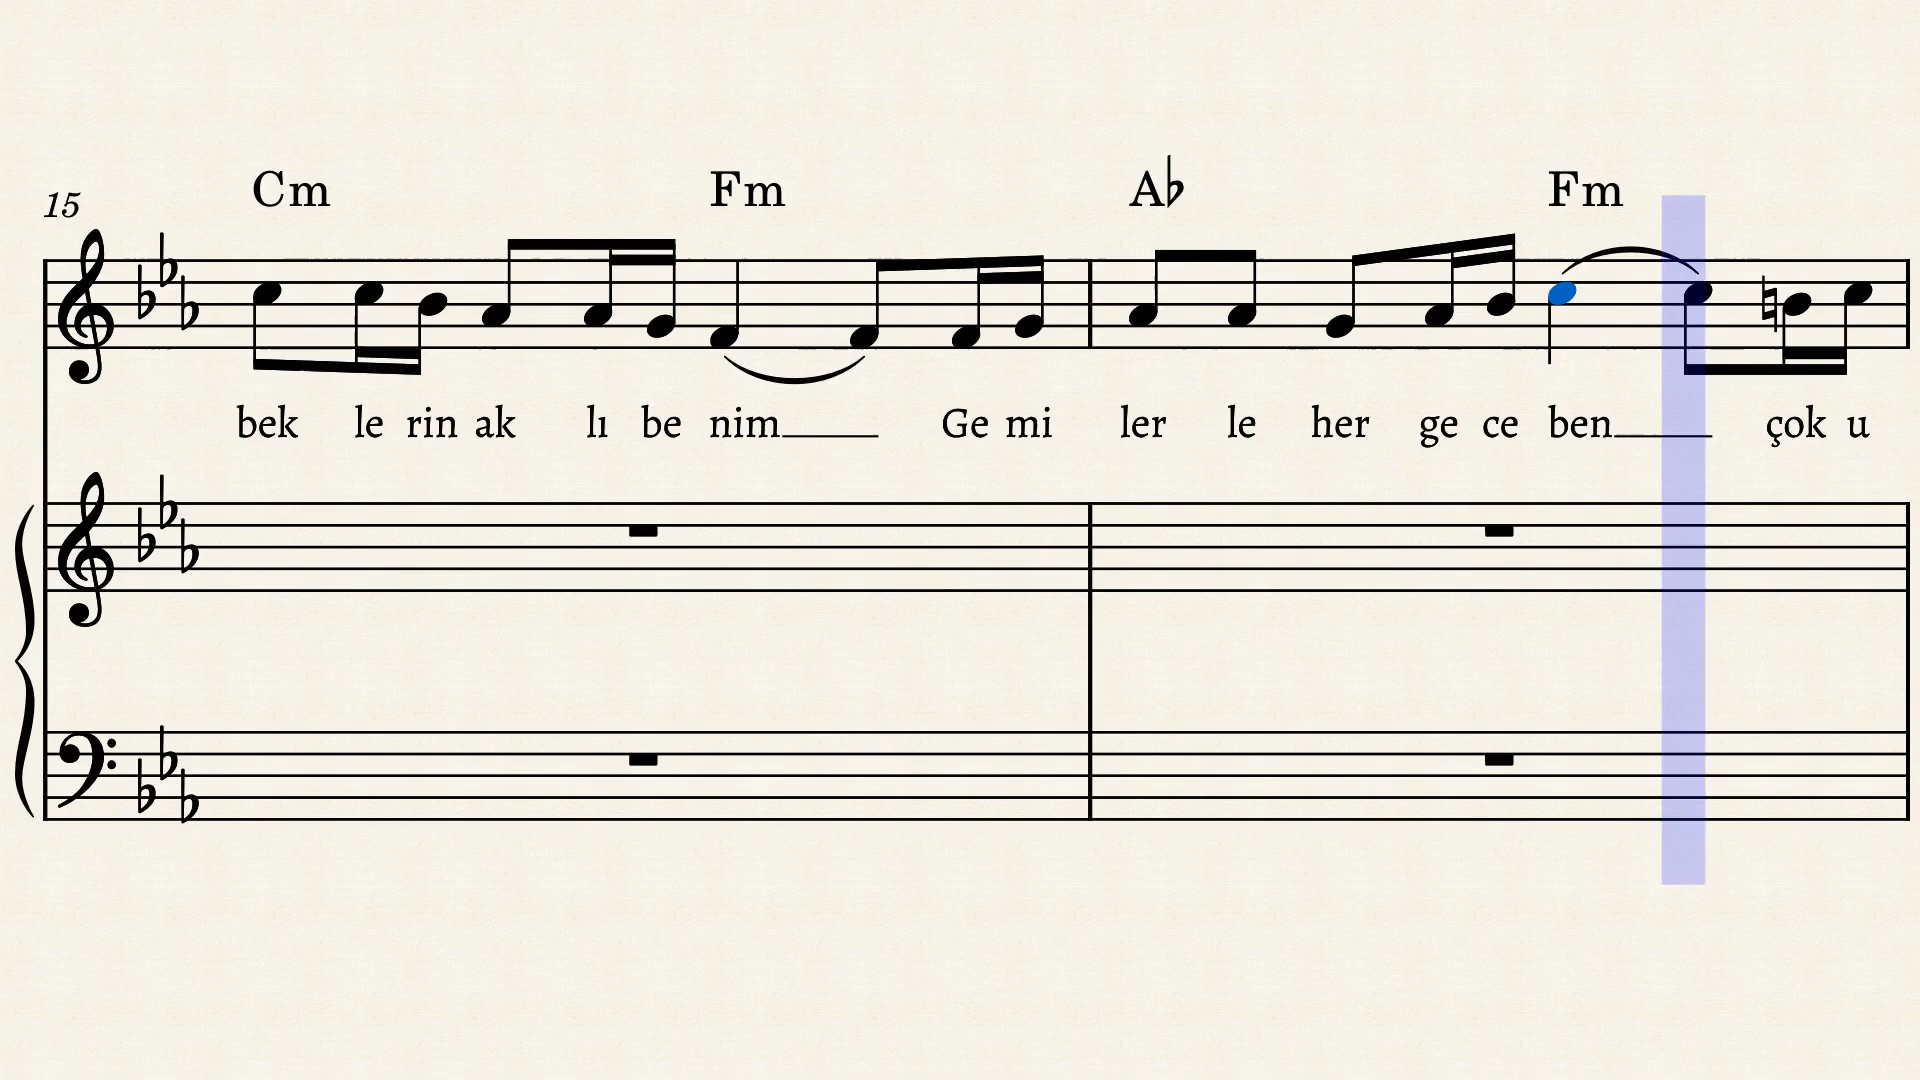 Cm Fm A♭ Fm
15
bek le rin ak lı be nim Ge mi ler le her ge ce ben çok u